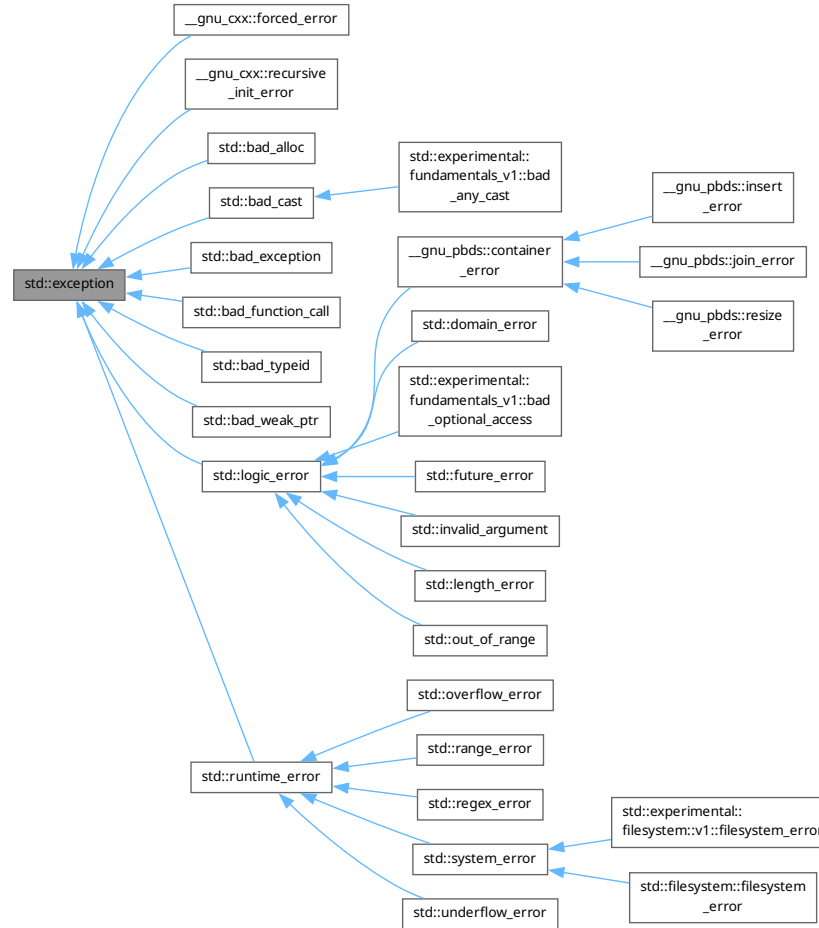 __gnu_cxx::forced_error
__gnu_cxx::recursive
_init_error
std::bad_alloc
std::bad_cast
std::bad_exception
std::exception
std::bad_function_call
std::bad_typeid
std::bad_weak_ptr
std::logic_error
std::runtime_error
std::experimental::
fundamentals_v1::bad
_any_cast
__gnu_pbds::container
_error
std::domain_error
std::experimental::
fundamentals_v1::bad
_optional_access
std::future_error
std::invalid_argument
std::length_error
std::out_of_range
std::overflow_error
std::range_error
std::regex_error
std::system_error
std::underflow_error
__gnu_pbds::insert
_error
__gnu_pbds::join_error
__gnu_pbds::resize
_error
std::experimental::
filesystem::v1::filesystem_error
std::filesystem::filesystem
_error